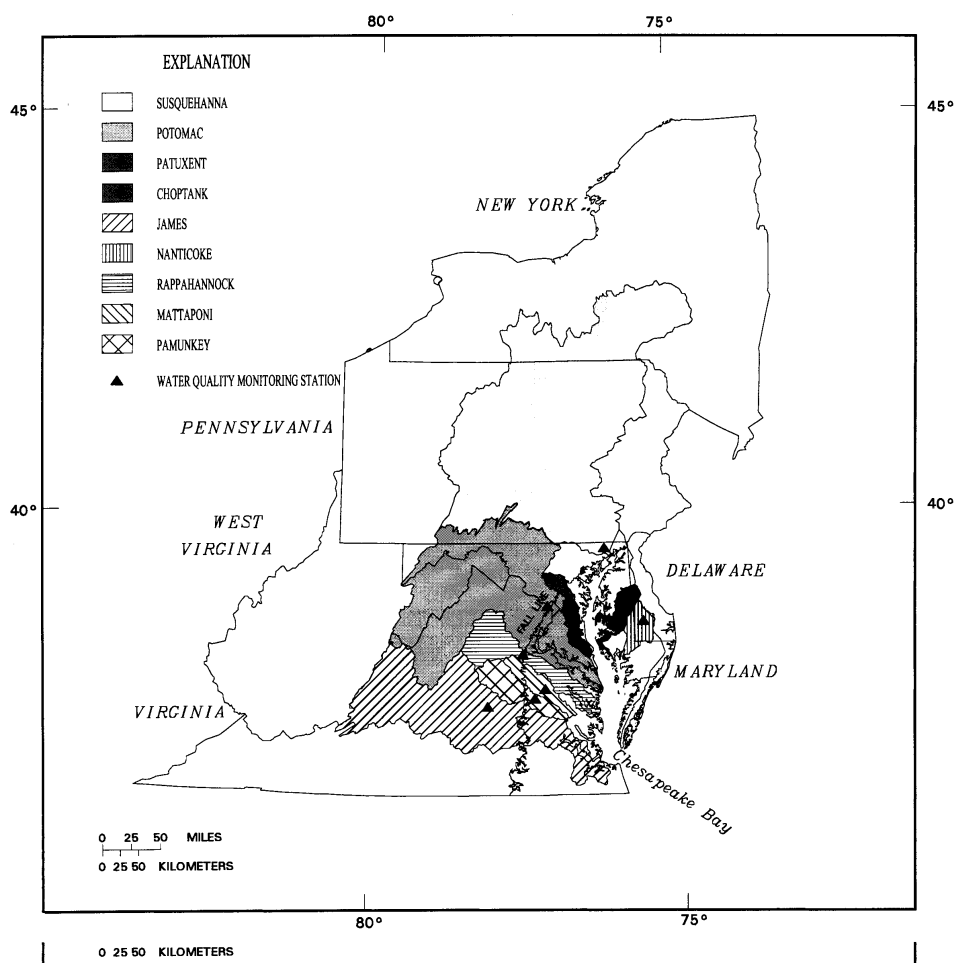 80° 75°
EXPLANATION
45° 45°
SUSQUEHANNA
POTOMAC
PATUXENT
CHOPTANK
JAMES
NANTICOKE
RAPPAHANNOCK
MATTAPONI
PAMUNKEY
WATER QUALITY MONITORING STATION
NEW YORK
PENNSYLVANIA
40° 40°
WEST
VIRGINIA
DELAWARE
FALL LINE
MARYLAND
VIRGINIA
Chesapeake Bay
0 25 50 MILES
0 25 50 KILOMETERS
80° 75°
0 25 50 KILOMETERS